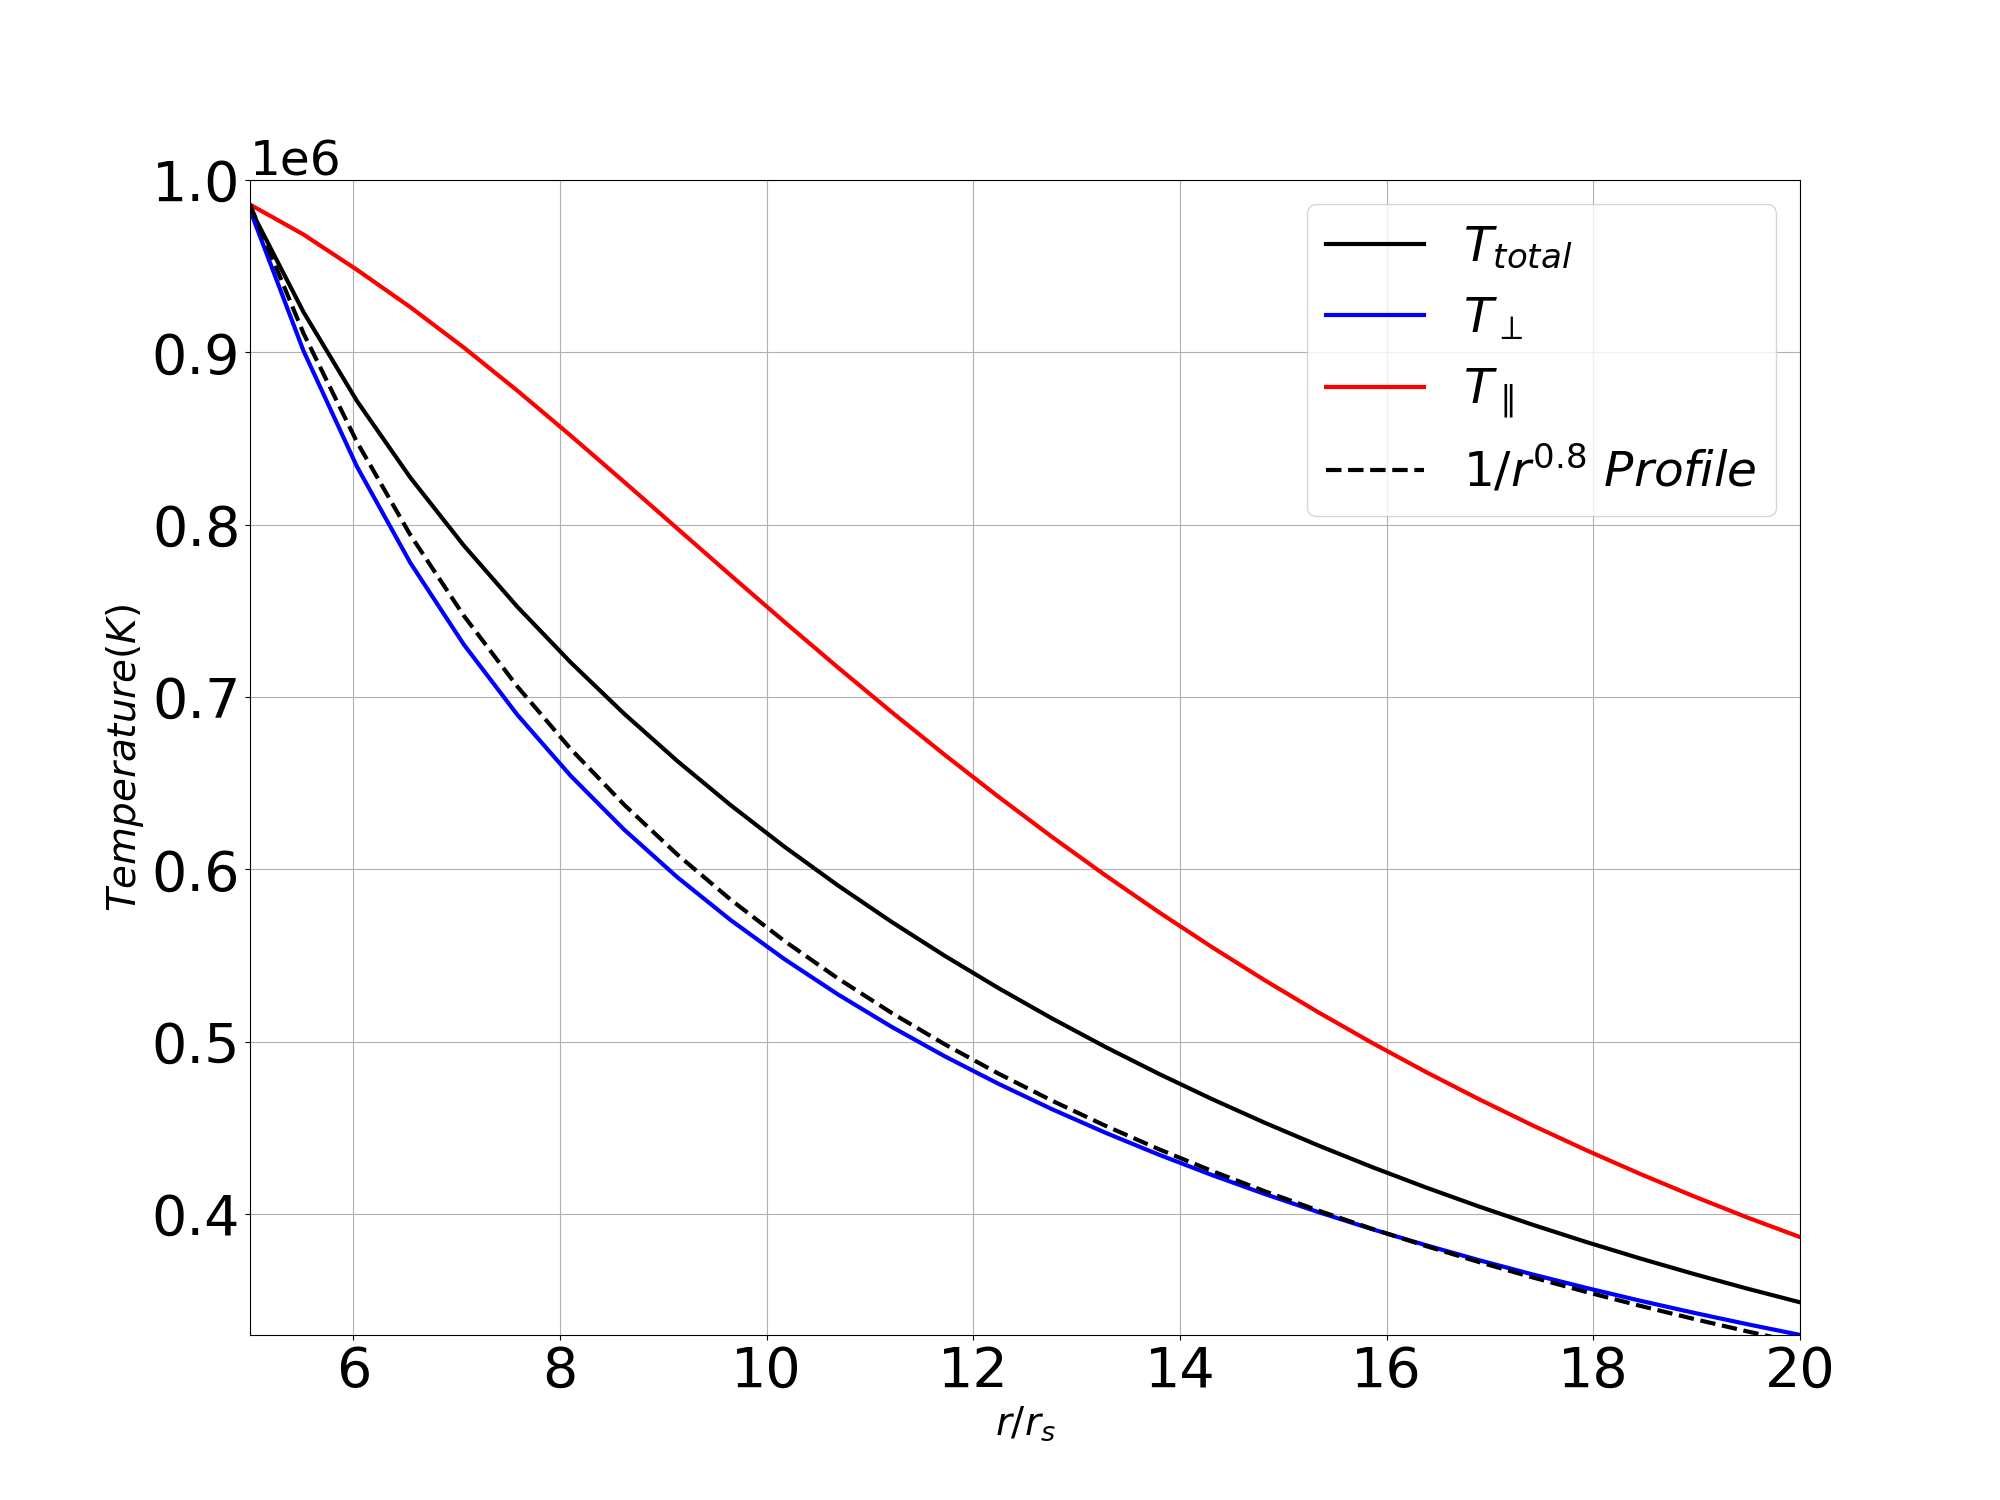 1e6
1.0
0.9
0.8
0.7
0.6
0.5
0.4
Temperature(K)
T_total
T_⊥
T_∥
1/r^0.8 Profile
6 8 10 12 14 16 18 20
r/r_s